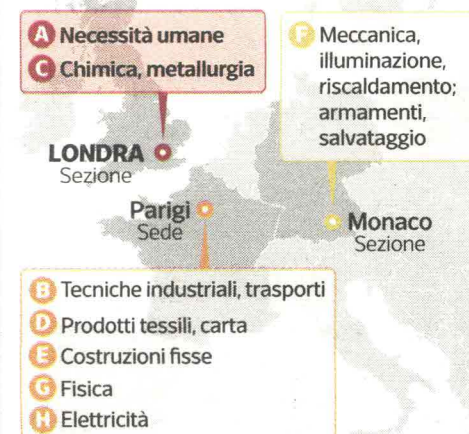 A Necessità umane
C Chimica, metallurgia
F Meccanica,
illuminazione,
riscaldamento;
armamenti,
salvataggio
LONDRA
Sezione
Parigi
Sede
Monaco
Sezione
B Tecniche industriali, trasporti
D Prodotti tessili, carta
E Costruzioni fisse
G Fisica
H Elettricità